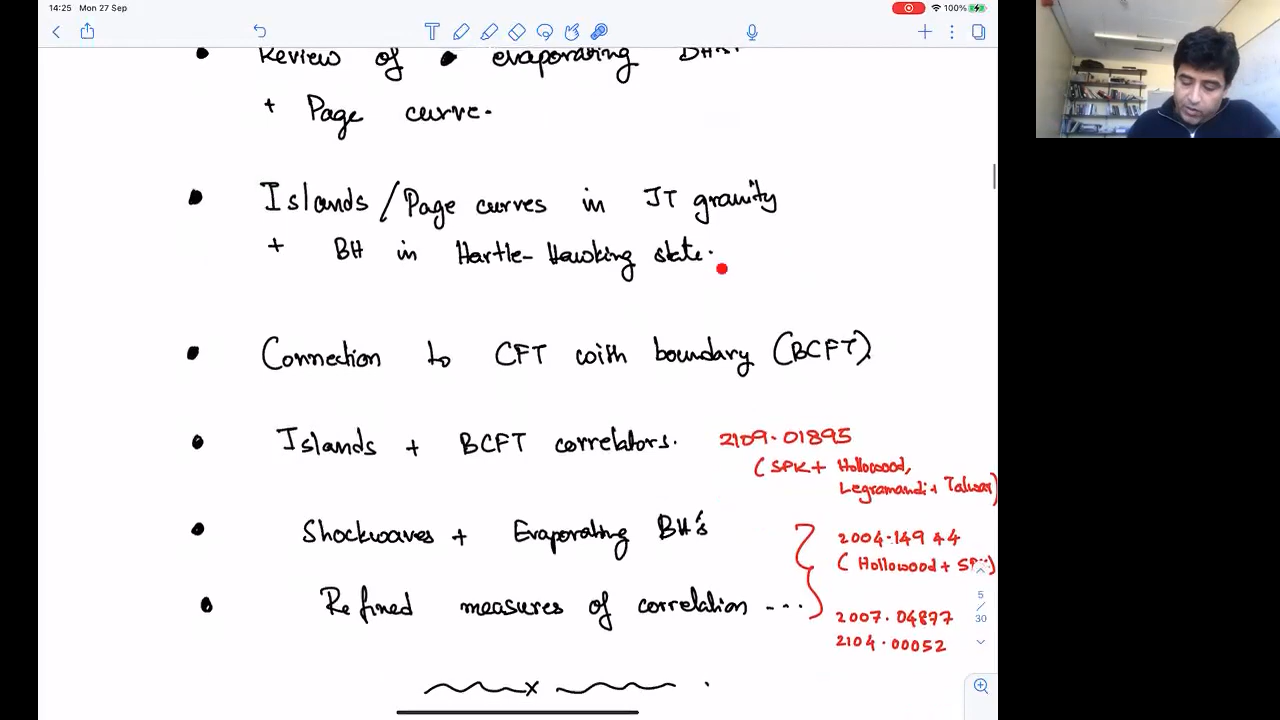 14:25 Mon 27 Sep
100%
Review of evaporating BH's.
+ Page curve.
Islands / Page curves in JT gravity
+ BH in Hartle-Hawking state.
Connection to CFT with boundary (BCFT)
Islands + BCFT correlators. 2109.01895
(SPK + Hollowood,
Legramandi + Talwar)
Shockwaves + Evaporating BH's
2004.14944
(Hollowood + SPK)
Refined measures of correlation ---
2007.04877
2104.00052
5
/
30